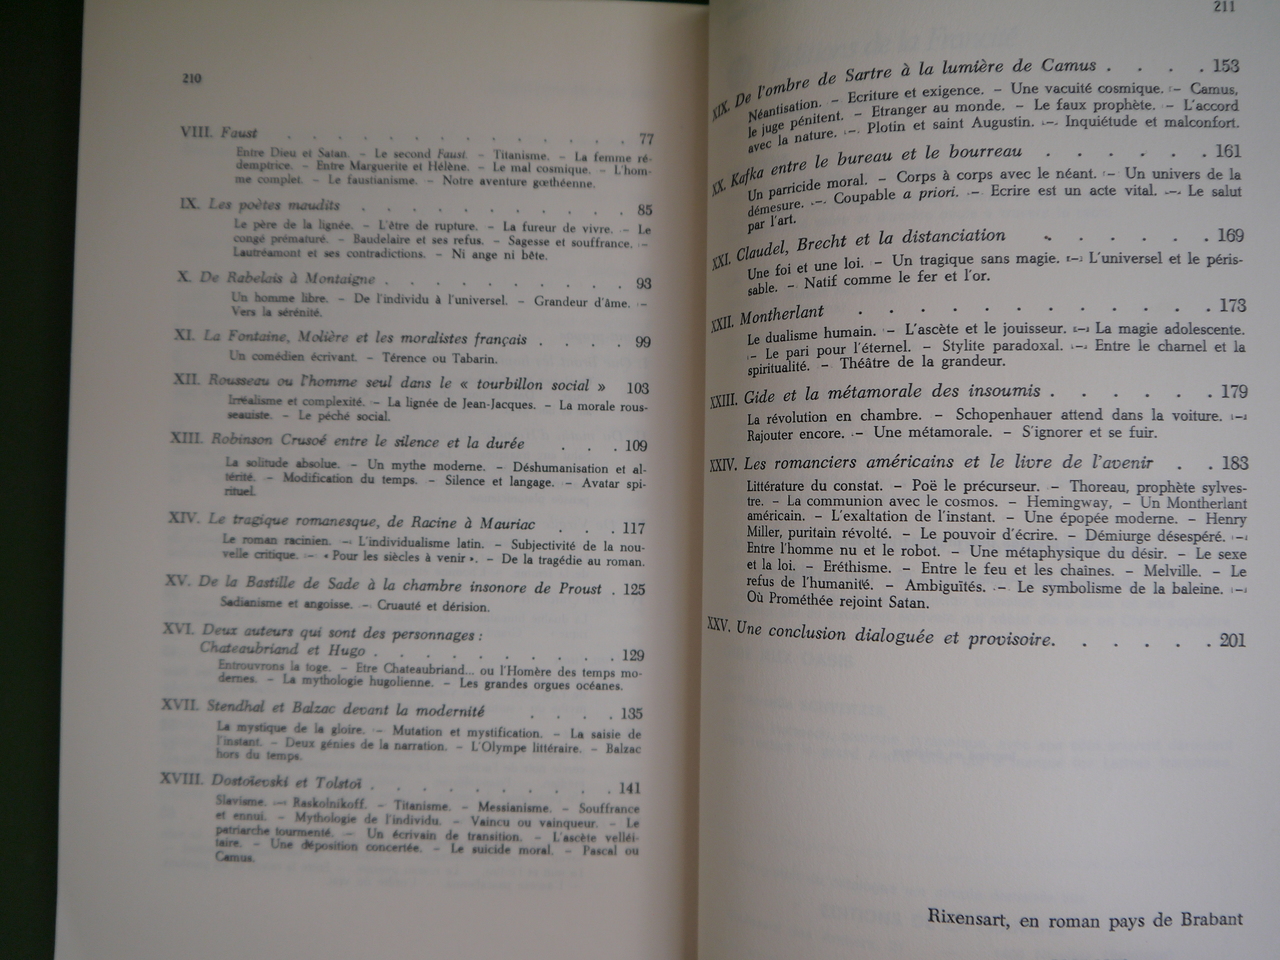 210
VIII. Faust . . . . . . . . . . . . . 77
Entre Dieu et Satan. – Le second Faust. – Titanisme. – La femme ré-
demptrice. – Entre Marguerite et Hélène. – Le mal cosmique. – L'hom-
me complet. – Le faustianisme. – Notre aventure gœthéenne.
IX. Les poètes maudits . . . . . . . . . . . 85
Le père de la lignée. – L'être de rupture. – La fureur de vivre. – Le
congé prématuré. – Baudelaire et ses refus. – Sagesse et souffrance. –
Lautréamont et ses contradictions. – Ni ange ni bête.
X. De Rabelais à Montaigne . . . . . . . . . . 93
Un homme libre. – De l'individu à l'universel. – Grandeur d'âme. –
Vers la sérénité.
XI. La Fontaine, Molière et les moralistes français . . . . 99
Un comédien écrivant. – Térence ou Tabarin.
XII. Rousseau ou l'homme seul dans le « tourbillon social » 103
Irréalisme et complexité. – La lignée de Jean-Jacques. – La morale rous-
seauiste. – Le péché social.
XIII. Robinson Crusoé entre le silence et la durée . . . 109
La solitude absolue. – Un mythe moderne. – Déshumanisation et al-
térité. – Modification du temps. – Silence et langage. – Avatar spi-
rituel.
XIV. Le tragique romanesque, de Racine à Mauriac . . . 117
Le roman racinien. – L'individualisme latin. – Subjectivité de la nou-
velle critique. – « Pour les siècles à venir ». – De la tragédie au roman.
XV. De la Bastille de Sade à la chambre insonore de Proust . 125
Sadianisme et angoisse. – Cruauté et dérision.
XVI. Deux auteurs qui sont des personnages :
Chateaubriand et Hugo . . . . . . . . . . 129
Entrouvrons la toge. – Etre Chateaubriand... ou l'Homère des temps mo-
dernes. – La mythologie hugolienne. – Les grandes orgues océanes.
XVII. Stendhal et Balzac devant la modernité . . . . 135
La mystique de la gloire. – Mutation et mystification. – La saisie de
l'instant. – Deux génies de la narration. – L'Olympe littéraire. – Balzac
hors du temps.
XVIII. Dostoïevski et Tolstoï . . . . . . . . . 141
Slavisme. – Raskolnikoff. – Titanisme. – Messianisme. – Souffrance
et ennui. – Mythologie de l'individu. – Vaincu ou vainqueur. – Le
patriarche tourmenté. – Un écrivain de transition. – L'ascète velléi-
taire. – Une déposition concertée. – Le suicide moral. – Pascal ou
Camus.
211
XIX. De l'ombre de Sartre à la lumière de Camus . . . . 153
Néantisation. – Ecriture et exigence. – Une vacuité cosmique. – Camus,
le juge pénitent. – Etranger au monde. – Le faux prophète. – L'accord
avec la nature. – Plotin et saint Augustin. – Inquiétude et malconfort.
XX. Kafka entre le bureau et le bourreau . . . . . . 161
Un parricide moral. – Corps à corps avec le néant. – Un univers de la
démesure. – Coupable a priori. – Ecrire est un acte vital. – Le salut
par l'art.
XXI. Claudel, Brecht et la distanciation . . . . . . 169
Une foi et une loi. – Un tragique sans magie. – L'universel et le péris-
sable. – Natif comme le fer et l'or.
XXII. Montherlant . . . . . . . . . . . . 173
Le dualisme humain. – L'ascète et le jouisseur. – La magie adolescente.
– Le pari pour l'éternel. – Stylite paradoxal. – Entre le charnel et la
spiritualité. – Théâtre de la grandeur.
XXIII. Gide et la métamorale des insoumis . . . . . . 179
La révolution en chambre. – Schopenhauer attend dans la voiture. –
Rajouter encore. – Une métamorale. – S'ignorer et se fuir.
XXIV. Les romanciers américains et le livre de l'avenir . . 183
Littérature du constat. – Poë le précurseur. – Thoreau, prophète sylves-
tre. – La communion avec le cosmos. – Hemingway, – Un Montherlant
américain. – L'exaltation de l'instant. – Une épopée moderne. – Henry
Miller, puritain révolté. – Le pouvoir d'écrire. – Démiurge désespéré. –
Entre l'homme nu et le robot. – Une métaphysique du désir. – Le sexe
et la loi. – Eréthisme. – Entre le feu et les chaînes. – Melville. – Le
refus de l'humanité. – Ambiguïtés. – Le symbolisme de la baleine. –
Où Prométhée rejoint Satan.
XXV. Une conclusion dialoguée et provisoire. . . . . . 201
Rixensart, en roman pays de Brabant